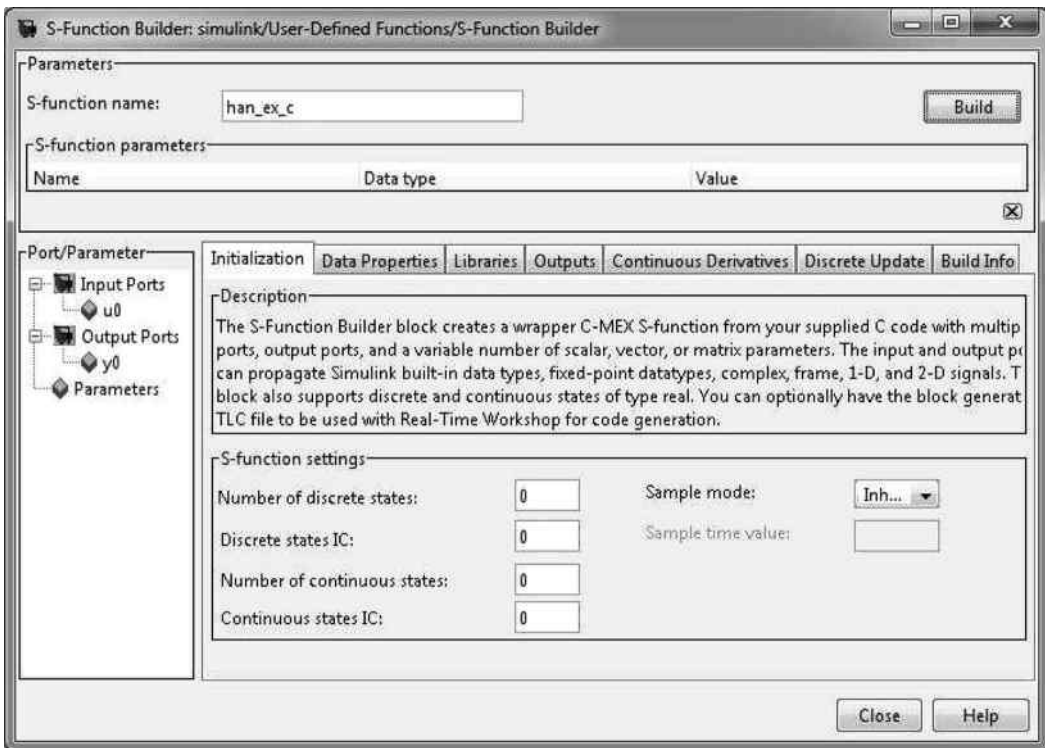 S-Function Builder: simulink/User-Defined Functions/S-Function Builder
Parameters
S-function name:
han_ex_c
Build
S-function parameters
Name
Data type
Value
Port/Parameter
Input Ports
u0
Output Ports
y0
Parameters
Initialization
Data Properties
Libraries
Outputs
Continuous Derivatives
Discrete Update
Build Info
Description
The S-Function Builder block creates a wrapper C-MEX S-function from your supplied C code with multip
ports, output ports, and a variable number of scalar, vector, or matrix parameters. The input and output po
can propagate Simulink built-in data types, fixed-point datatypes, complex, frame, 1-D, and 2-D signals. T
block also supports discrete and continuous states of type real. You can optionally have the block generat
TLC file to be used with Real-Time Workshop for code generation.
S-function settings
Number of discrete states:
0
Sample mode:
Inh...
Discrete states IC:
0
Sample time value:
Number of continuous states:
0
Continuous states IC:
0
Close
Help